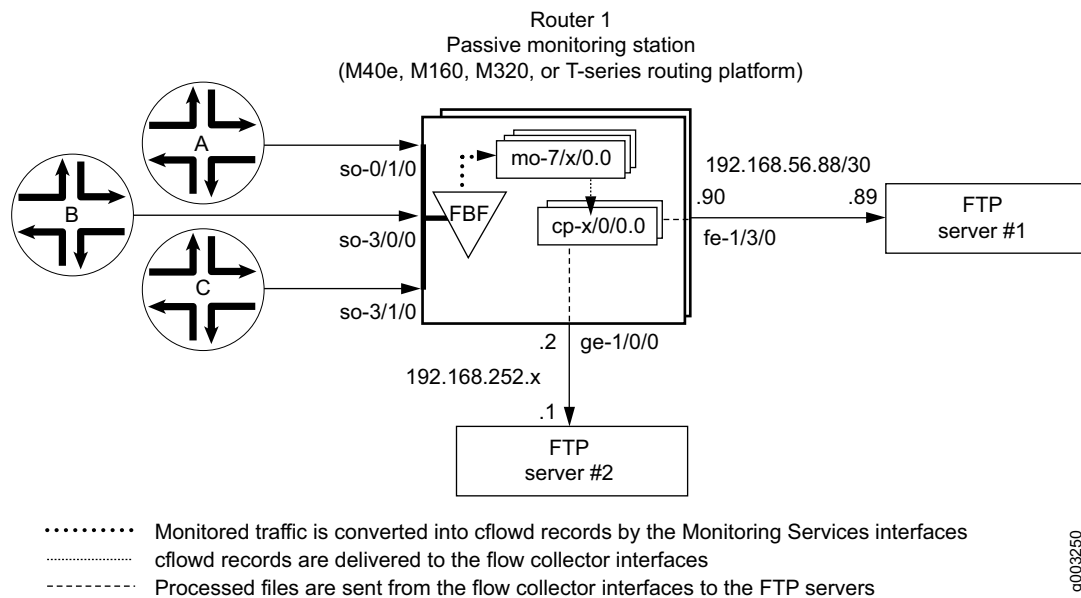 Router 1
Passive monitoring station
(M40e, M160, M320, or T-series routing platform)
A
B
C
so-0/1/0
so-3/0/0
so-3/1/0
FBF
mo-7/x/0.0
cp-x/0/0.0
192.168.56.88/30
.90
.89
fe-1/3/0
FTP
server #1
.2
ge-1/0/0
192.168.252.x
.1
FTP
server #2
Monitored traffic is converted into cflowd records by the Monitoring Services interfaces
cflowd records are delivered to the flow collector interfaces
Processed files are sent from the flow collector interfaces to the FTP servers
g003250